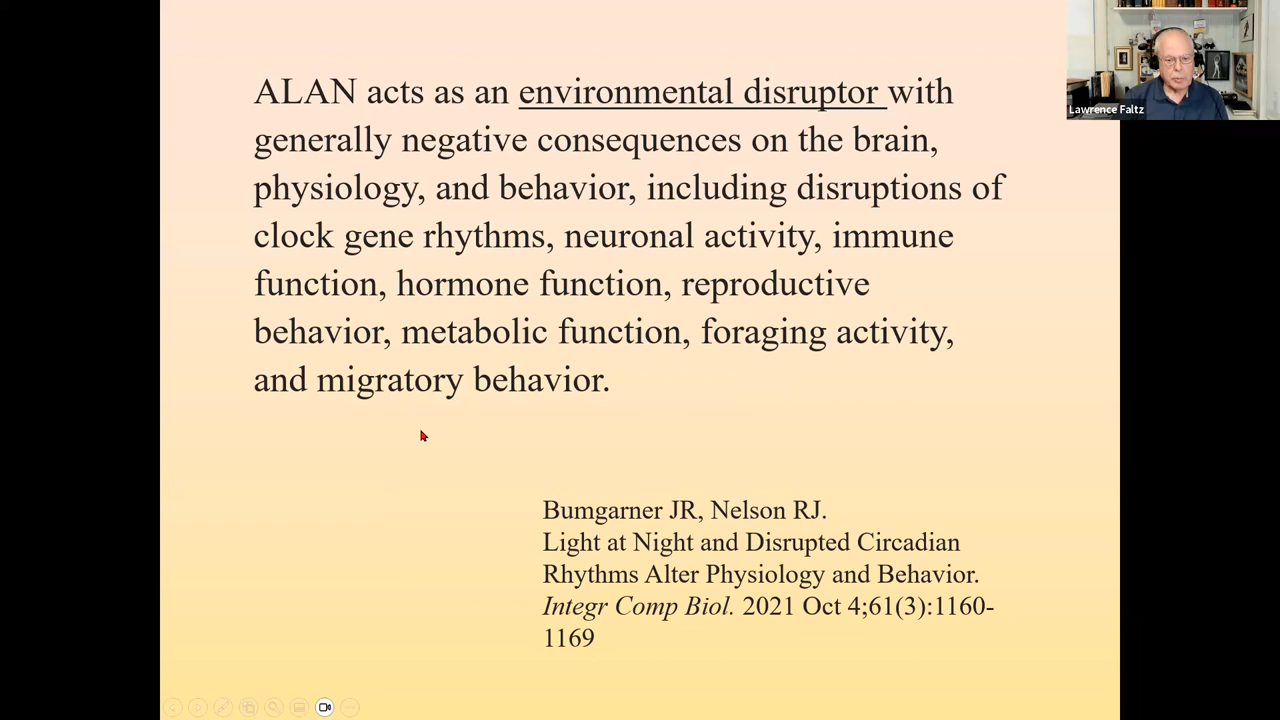 ALAN acts as an environmental disruptor with
generally negative consequences on the brain,
physiology, and behavior, including disruptions of
clock gene rhythms, neuronal activity, immune
function, hormone function, reproductive
behavior, metabolic function, foraging activity,
and migratory behavior.
Bumgarner JR, Nelson RJ.
Light at Night and Disrupted Circadian
Rhythms Alter Physiology and Behavior.
Integr Comp Biol. 2021 Oct 4;61(3):1160-
1169
Lawrence Faltz